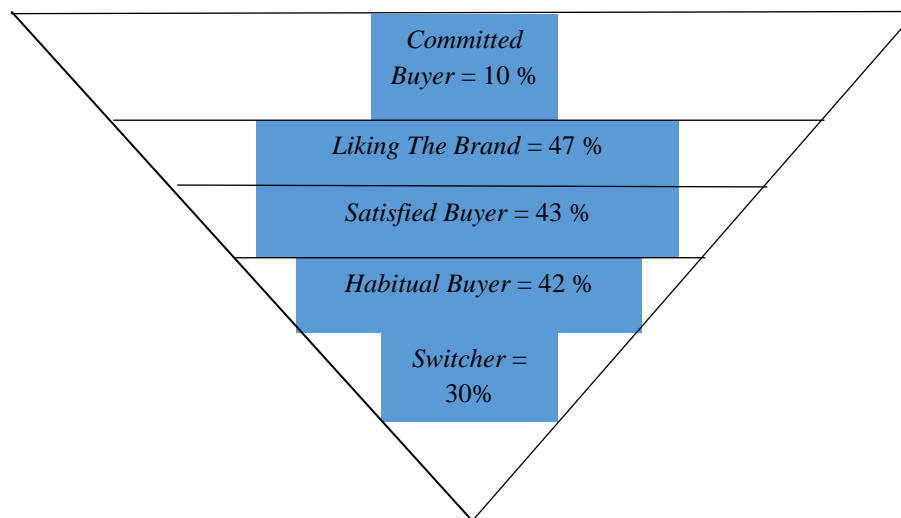 Committed
Buyer = 10 %
Liking The Brand = 47 %
Satisfied Buyer = 43 %
Habitual Buyer = 42 %
Switcher =
30%